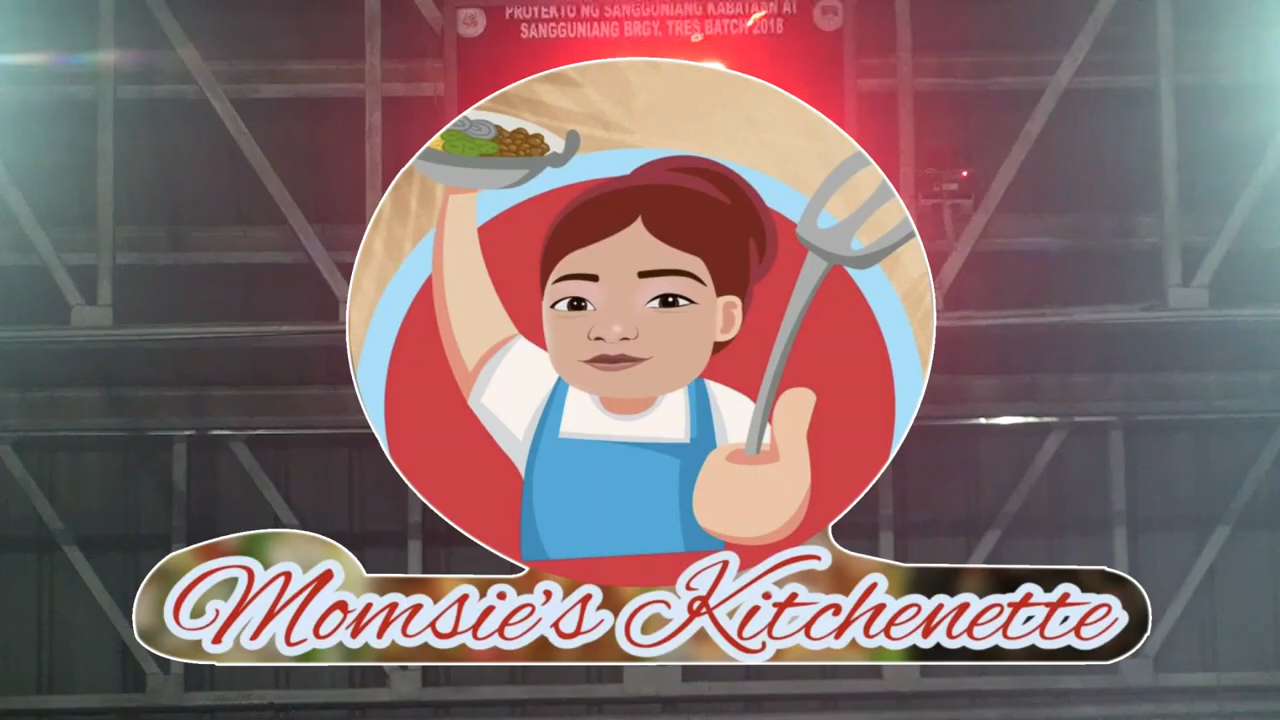 PROYEKTO NG SANGGUNIANG KABATAAN AT
SANGGUNIANG BRGY. TRES BATCH 2018
Momsie's Kitchenette